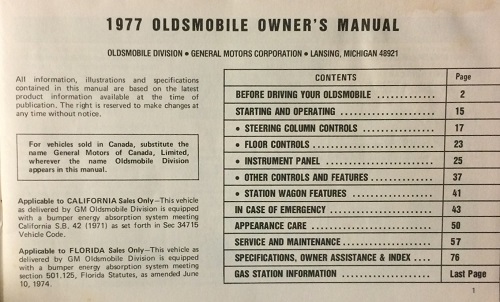 1977 OLDSMOBILE OWNER'S MANUAL
OLDSMOBILE DIVISION • GENERAL MOTORS CORPORATION • LANSING, MICHIGAN 48921
All information, illustrations and specifications
contained in this manual are based on the latest
product information available at the time of
publication. The right is reserved to make changes at
any time without notice.
For vehicles sold in Canada, substitute the
name General Motors of Canada, Limited,
wherever the name Oldsmobile Division
appears in this manual.
Applicable to CALIFORNIA Sales Only—This vehicle
as delivered by GM Oldsmobile Division is equipped
with a bumper energy absorption system meeting
California S.B. 42 (1971) as set forth in Sec 34715
Vehicle Code.
Applicable to FLORIDA Sales Only—This vehicle as
delivered by GM Oldsmobile Division is equipped
with a bumper energy absorption system meeting
section 501.125, Florida Statutes, as amended June
10, 1974.
CONTENTS Page
BEFORE DRIVING YOUR OLDSMOBILE .............. 2
STARTING AND OPERATING ..................... 15
• STEERING COLUMN CONTROLS ................. 17
• FLOOR CONTROLS ........................... 23
• INSTRUMENT PANEL ......................... 25
• OTHER CONTROLS AND FEATURES .............. 37
• STATION WAGON FEATURES ................... 41
IN CASE OF EMERGENCY ....................... 43
APPEARANCE CARE ............................ 50
SERVICE AND MAINTENANCE .................... 57
SPECIFICATIONS, OWNER ASSISTANCE & INDEX .... 76
GAS STATION INFORMATION .................... Last Page
1